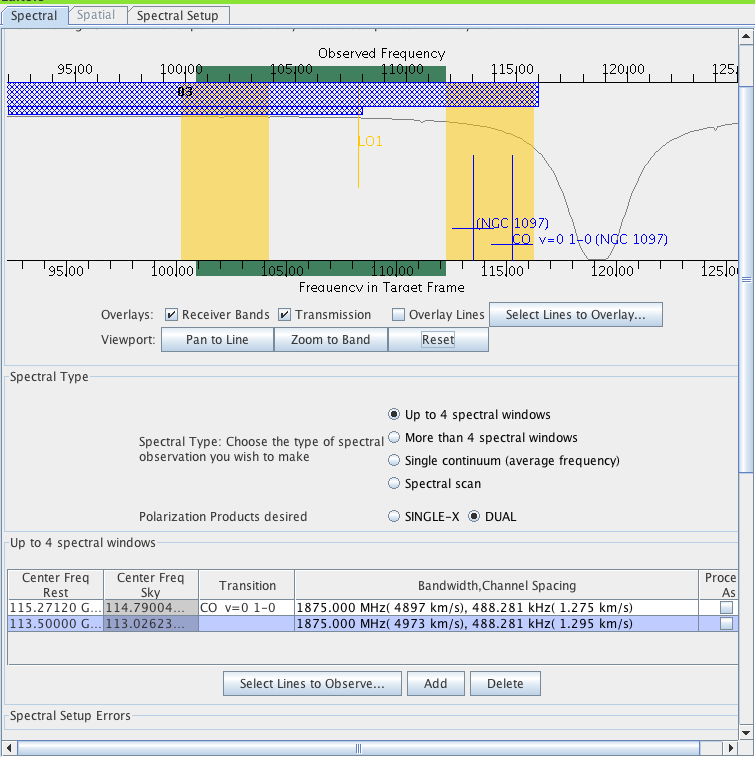 Spectral Spatial Spectral Setup
Observed Frequency
95.00 100.00 105.00 110.00 115.00 120.00
03
LO1
(NGC 1097)
CO v=0 1-0 (NGC 1097)
95.00 100.00 105.00 110.00 115.00 120.00
Frequency in Target Frame
Overlays: Receiver Bands Transmission Overlay Lines Select Lines to Overlay...
Viewport: Pan to Line Zoom to Band Reset
Spectral Type
Up to 4 spectral windows
More than 4 spectral windows
Spectral Type: Choose the type of spectral
observation you wish to make
Single continuum (average frequency)
Spectral scan
Polarization Products desired SINGLE-X DUAL
Up to 4 spectral windows
Center Freq Rest Center Freq Sky Transition Bandwidth,Channel Spacing Proce As
115.27120 G... 114.79004... CO v=0 1-0 1875.000 MHz( 4897 km/s), 488.281 kHz( 1.275 km/s)
113.50000 G... 113.02623... 1875.000 MHz( 4973 km/s), 488.281 kHz( 1.295 km/s)
Select Lines to Observe... Add Delete
Spectral Setup Errors